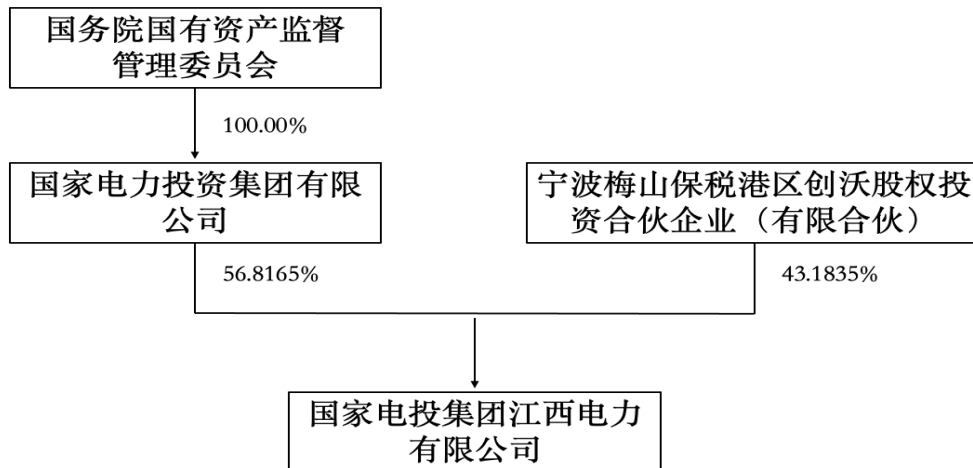 国务院国有资产监督
管理委员会
100.00%
国家电力投资集团有限
公司
宁波梅山保税港区创沃股权投
资合伙企业（有限合伙）
56.8165%
43.1835%
国家电投集团江西电力
有限公司